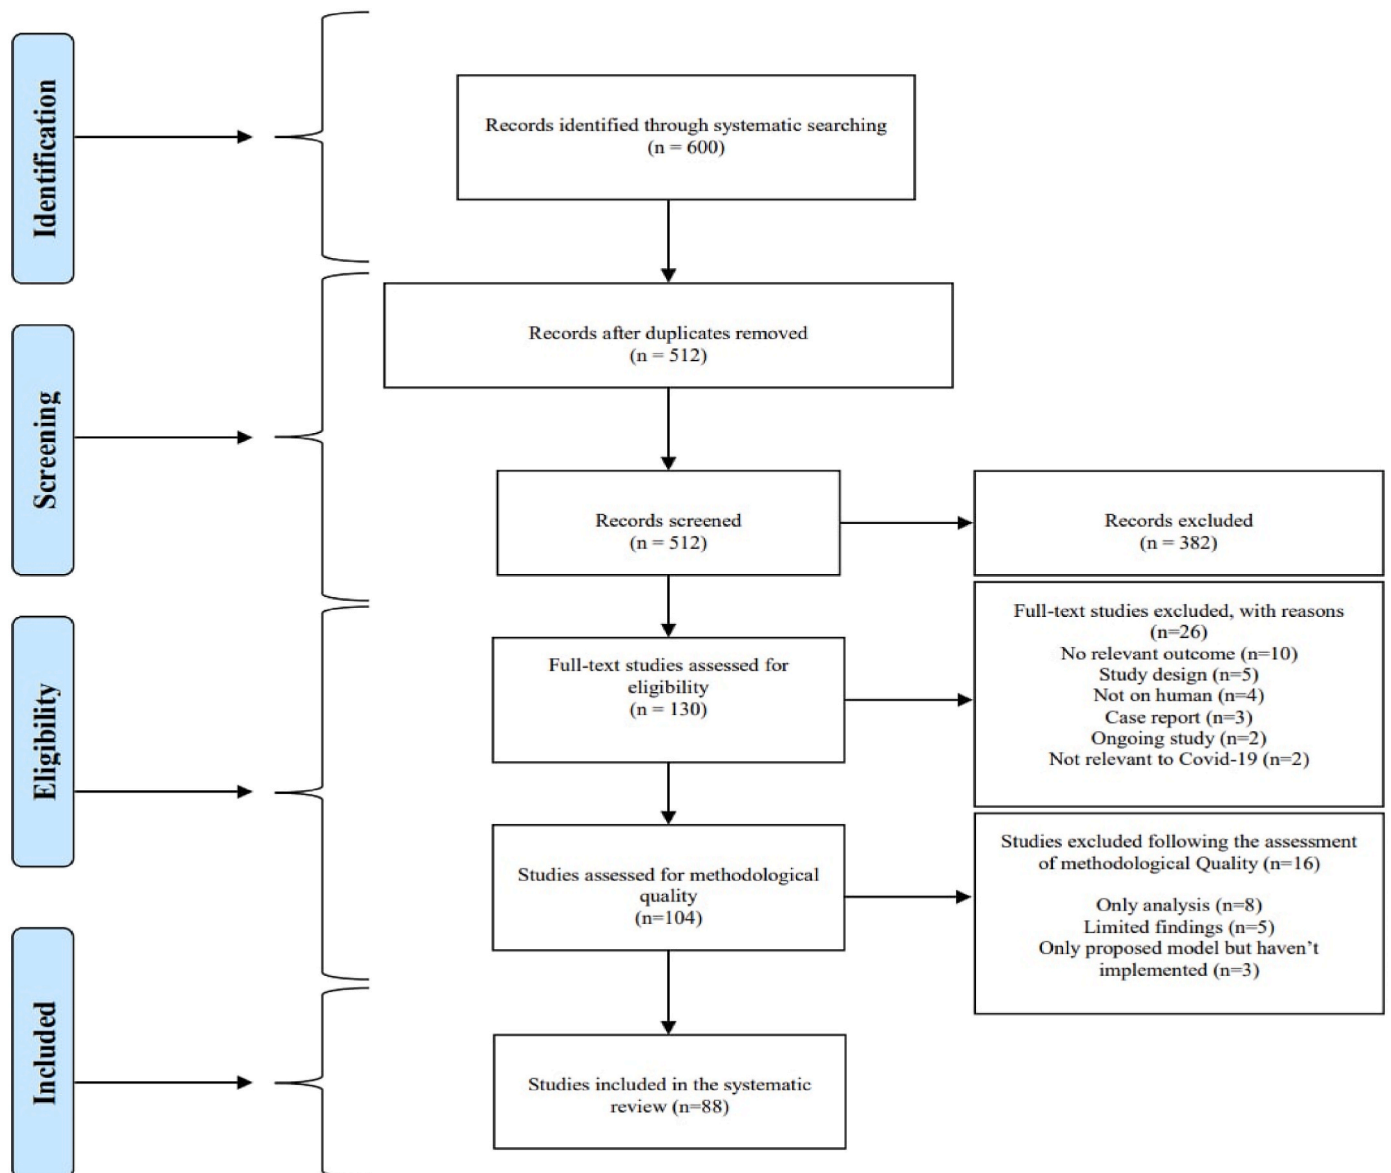 Identification
Records identified through systematic searching
(n = 600)
Records after duplicates removed
(n = 512)
Screening
Records screened
(n = 512)
Records excluded
(n = 382)
Eligibility
Full-text studies assessed for
eligibility
(n = 130)
Full-text studies excluded, with reasons
(n=26)
No relevant outcome (n=10)
Study design (n=5)
Not on human (n=4)
Case report (n=3)
Ongoing study (n=2)
Not relevant to Covid-19 (n=2)
Studies assessed for methodological
quality
(n=104)
Studies excluded following the assessment
of methodological Quality (n=16)
Only analysis (n=8)
Limited findings (n=5)
Only proposed model but haven’t
implemented (n=3)
Included
Studies included in the systematic
review (n=88)